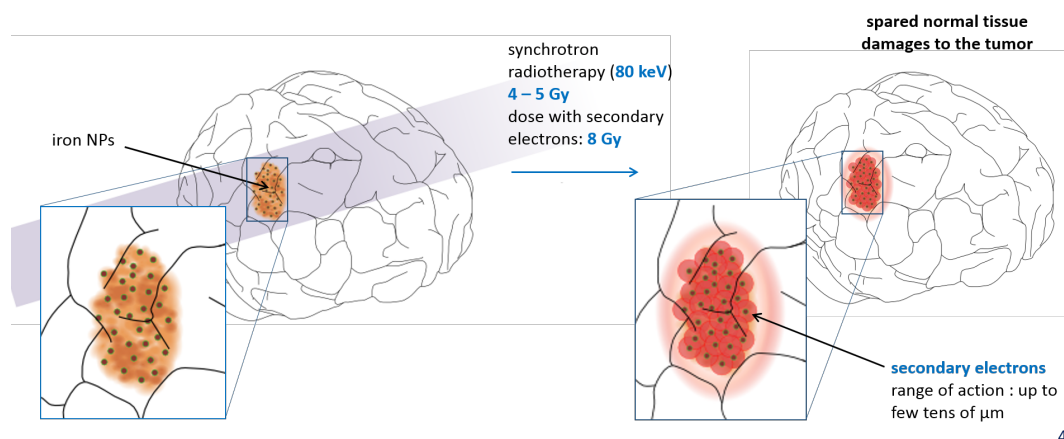 spared normal tissue
damages to the tumor
synchrotron
radiotherapy (80 keV)
4 – 5 Gy
dose with secondary
electrons: 8 Gy
iron NPs
secondary electrons
range of action : up to
few tens of µm
4